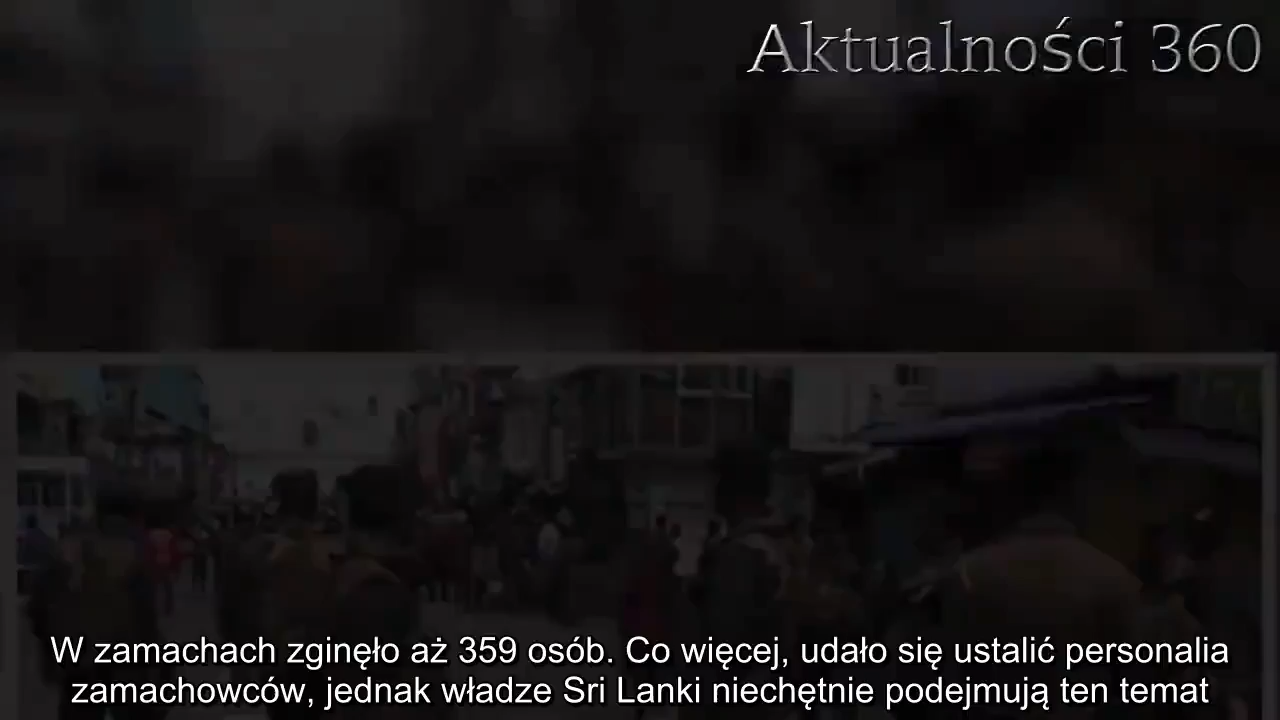 Aktualności 360
W zamachach zginęło aż 359 osób. Co więcej, udało się ustalić personalia
zamachowców, jednak władze Sri Lanki niechętnie podejmują ten temat